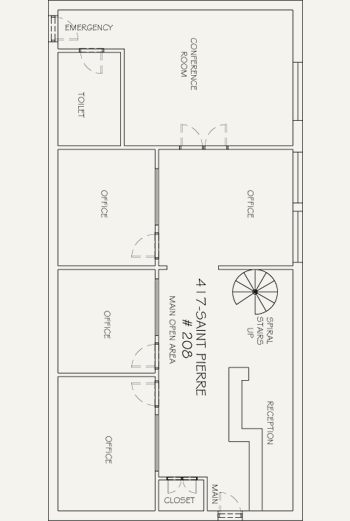 EMERGENCY
CONFERENCE
ROOM
TOILET
OFFICE
OFFICE
417-SAINT PIERRE
# 208
MAIN OPEN AREA
SPIRAL
STAIRS
UP
OFFICE
RECEPTION
OFFICE
CLOSET
MAIN